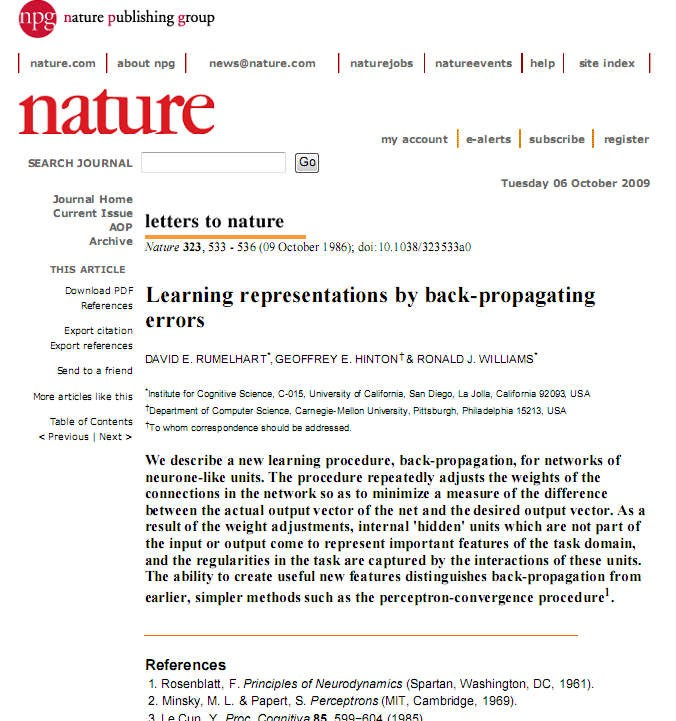 npg nature publishing group
nature.com about npg news@nature.com naturejobs natureevents help site index
nature
my account e-alerts subscribe register
SEARCH JOURNAL Go
Tuesday 06 October 2009
Journal Home
Current Issue
AOP
Archive
THIS ARTICLE
Download PDF
References
Export citation
Export references
Send to a friend
More articles like this
Table of Contents
< Previous | Next >
letters to nature
Nature 323, 533 - 536 (09 October 1986); doi:10.1038/323533a0
Learning representations by back-propagating
errors
DAVID E. RUMELHART*, GEOFFREY E. HINTON† & RONALD J. WILLIAMS*
*Institute for Cognitive Science, C-015, University of California, San Diego, La Jolla, California 92093, USA
†Department of Computer Science, Carnegie-Mellon University, Pittsburgh, Philadelphia 15213, USA
†To whom correspondence should be addressed.
We describe a new learning procedure, back-propagation, for networks of
neurone-like units. The procedure repeatedly adjusts the weights of the
connections in the network so as to minimize a measure of the difference
between the actual output vector of the net and the desired output vector. As a
result of the weight adjustments, internal 'hidden' units which are not part of
the input or output come to represent important features of the task domain,
and the regularities in the task are captured by the interactions of these units.
The ability to create useful new features distinguishes back-propagation from
earlier, simpler methods such as the perceptron-convergence procedure1.
References
1. Rosenblatt, F. Principles of Neurodynamics (Spartan, Washington, DC, 1961).
2. Minsky, M. L. & Papert, S. Perceptrons (MIT, Cambridge, 1969).
3. Le Cun, Y. Proc. Cognitiva 85, 599–604 (1985).